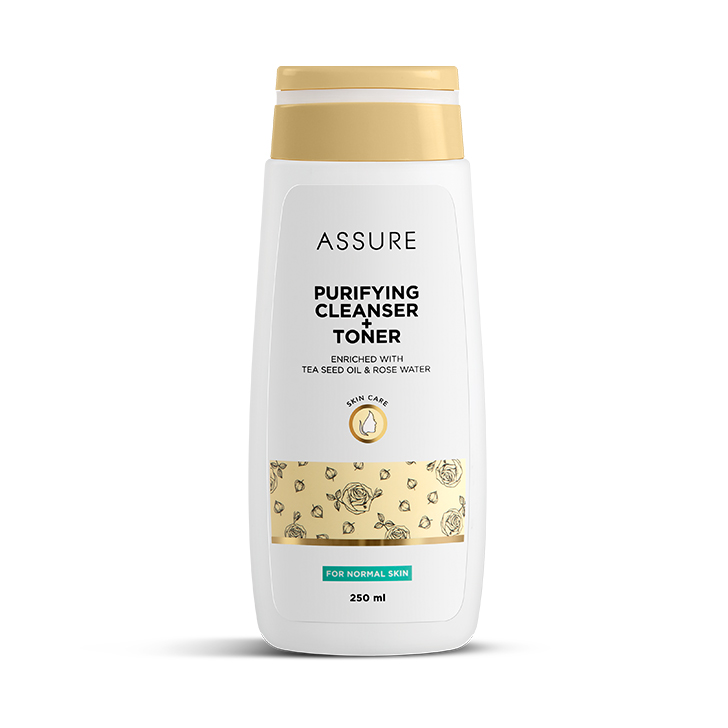 ASSURE
PURIFYING
CLEANSER
+
TONER
ENRICHED WITH
TEA SEED OIL & ROSE WATER
SKIN CARE
FOR NORMAL SKIN
250 ml